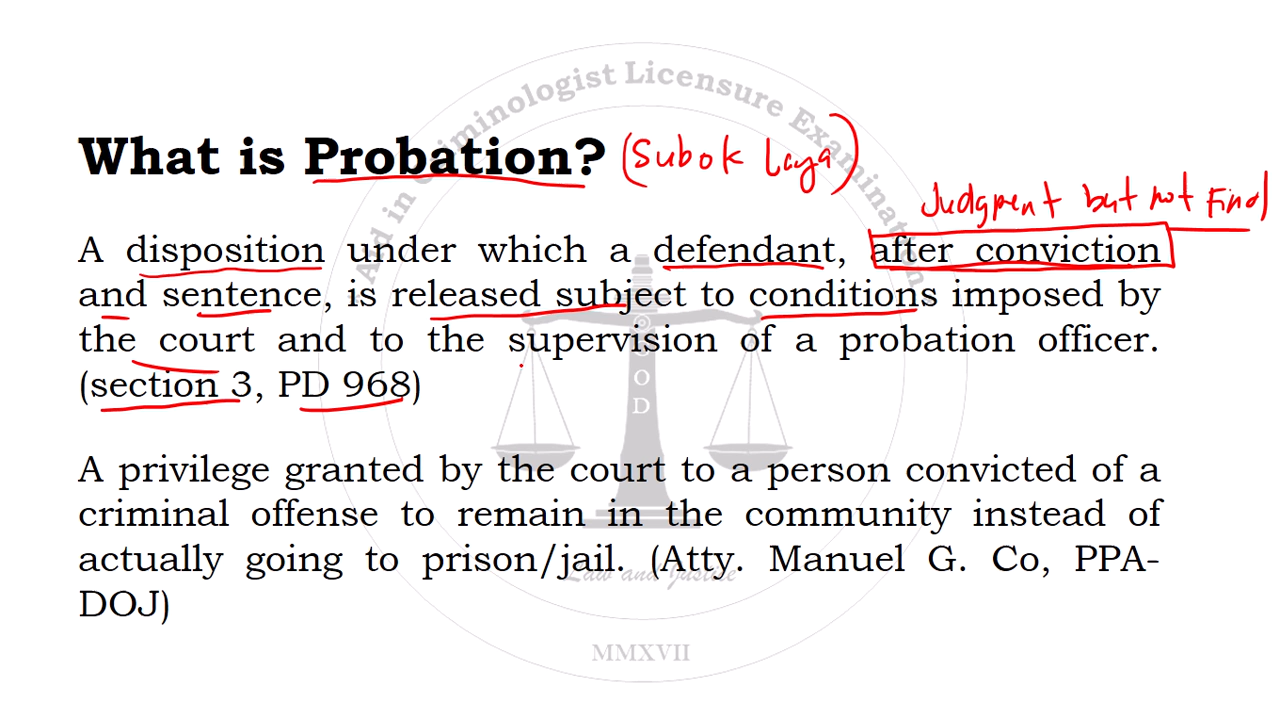 What is Probation? (Subok Laya)
Judgment but not Final
A disposition under which a defendant, after conviction
and sentence, is released subject to conditions imposed by
the court and to the supervision of a probation officer.
(section 3, PD 968)
A privilege granted by the court to a person convicted of a
criminal offense to remain in the community instead of
actually going to prison/jail. (Atty. Manuel G. Co, PPA-
DOJ)
"Aid in Criminologist Licensure Examination
O
D
Law and Justice
MMXVII